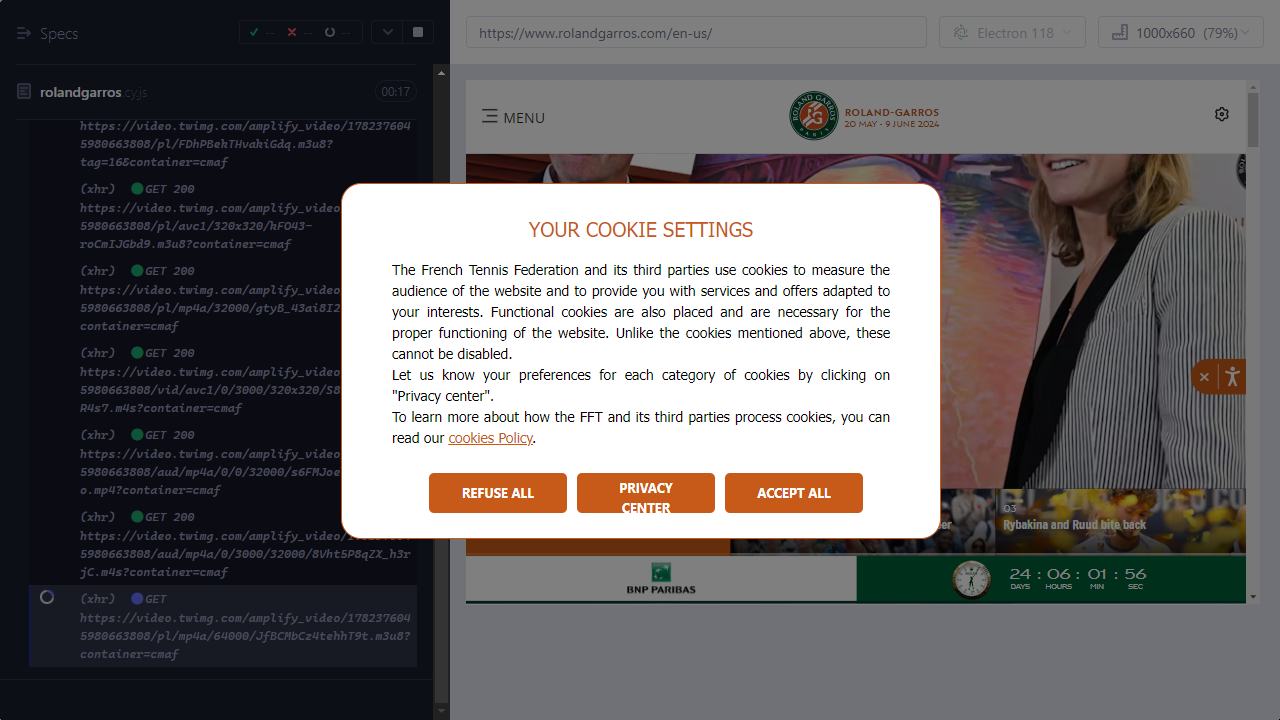 Specs
--
--
--
https://www.rolandgarros.com/en-us/
Electron 118
1000x660 (79%)
rolandgarros.cy.js
00:17
https://video.twimg.com/amplify_video/178237604
5980663808/pl/FDhPBekTHvakiGdq.m3u8?
tag=16&container=cmaf
(xhr) GET 200
https://video.twimg.com/amplify_video
5980663808/pl/avc1/320x320/hFO43-
roCmIJGbd9.m3u8?container=cmaf
(xhr) GET 200
https://video.twimg.com/amplify_video
5980663808/pl/mp4a/32000/gtyB_43ai8I2
container=cmaf
(xhr) GET 200
https://video.twimg.com/amplify_video
5980663808/vid/avc1/0/3000/320x320/S8
R4s7.m4s?container=cmaf
(xhr) GET 200
https://video.twimg.com/amplify_video
5980663808/aud/mp4a/0/0/32000/s6FMJoe
o.mp4?container=cmaf
(xhr) GET 200
https://video.twimg.com/amplify_video/178237604
5980663808/aud/mp4a/0/3000/32000/8Vht5P8qZX_h3r
jC.m4s?container=cmaf
(xhr) GET
https://video.twimg.com/amplify_video/178237604
5980663808/pl/mp4a/64000/JfBCMbCz4tehhT9t.m3u8?
container=cmaf
MENU
ROLAND GARROS
PARIS
ROLAND-GARROS
20 MAY - 9 JUNE 2024
YOUR COOKIE SETTINGS
The French Tennis Federation and its third parties use cookies to measure the
audience of the website and to provide you with services and offers adapted to
your interests. Functional cookies are also placed and are necessary for the
proper functioning of the website. Unlike the cookies mentioned above, these
cannot be disabled.
Let us know your preferences for each category of cookies by clicking on
"Privacy center".
To learn more about how the FFT and its third parties process cookies, you can
read our cookies Policy.
REFUSE ALL
PRIVACY
CENTER
ACCEPT ALL
03
Rybakina and Ruud bite back
BNP PARIBAS
24 : 06 : 01 : 56
DAYS HOURS MIN SEC